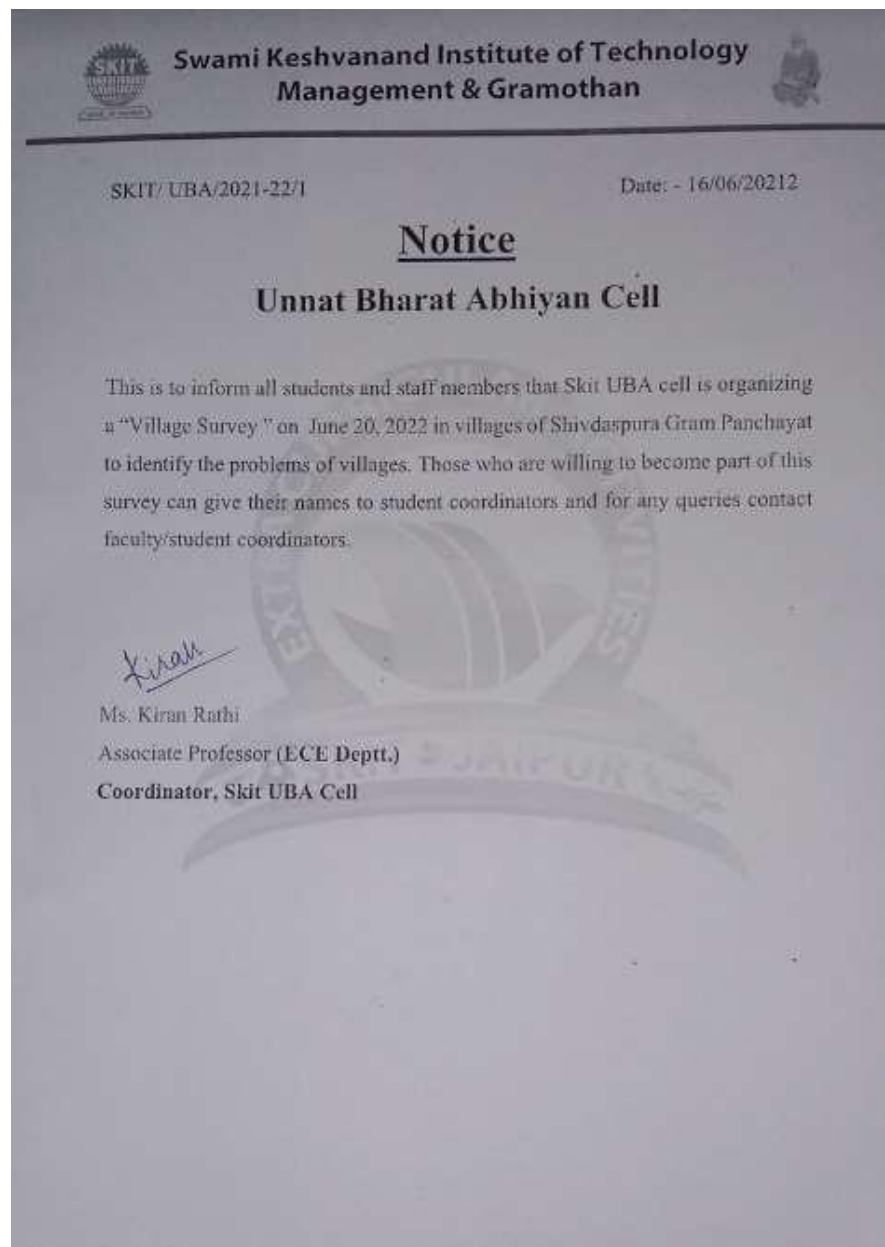 SKIT
Swami Keshvanand Institute of Technology
Management & Gramothan
SKIT/ UBA/2021-22/1
Date: - 16/06/20212
Notice
Unnat Bharat Abhiyan Cell
This is to inform all students and staff members that Skit UBA cell is organizing
a “Village Survey ” on June 20, 2022 in villages of Shivdaspura Gram Panchayat
to identify the problems of villages. Those who are willing to become part of this
survey can give their names to student coordinators and for any queries contact
faculty/student coordinators.
Kiran
Ms. Kiran Rathi
Associate Professor (ECE Deptt.)
Coordinator, Skit UBA Cell